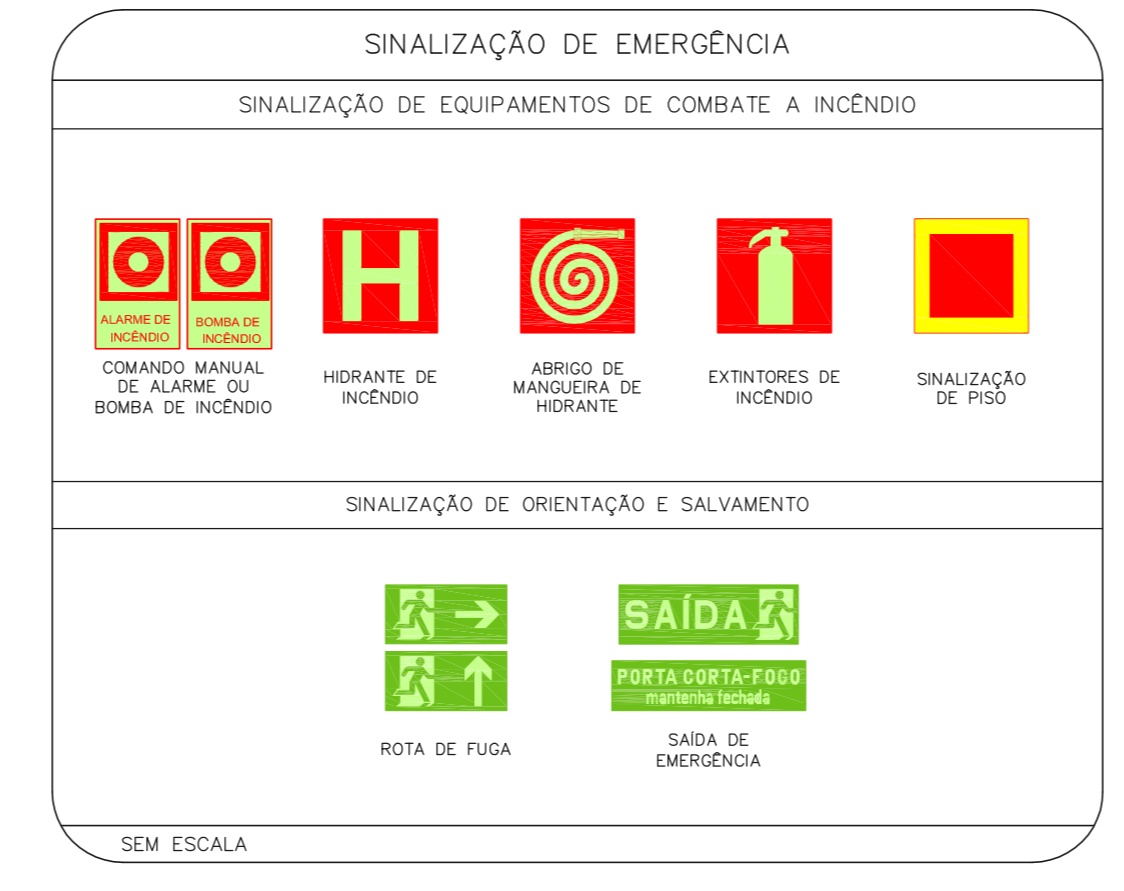 SINALIZAÇÃO DE EMERGÊNCIA
SINALIZAÇÃO DE EQUIPAMENTOS DE COMBATE A INCÊNDIO
ALARME DE
INCÊNDIO
BOMBA DE
INCÊNDIO
COMANDO MANUAL
DE ALARME OU
BOMBA DE INCÊNDIO
H
HIDRANTE DE
INCÊNDIO
ABRIGO DE
MANGUEIRA DE
HIDRANTE
EXTINTORES DE
INCÊNDIO
SINALIZAÇÃO
DE PISO
SINALIZAÇÃO DE ORIENTAÇÃO E SALVAMENTO
ROTA DE FUGA
SAÍDA
PORTA CORTA-FOGO
mantenha fechada
SAÍDA DE
EMERGÊNCIA
SEM ESCALA